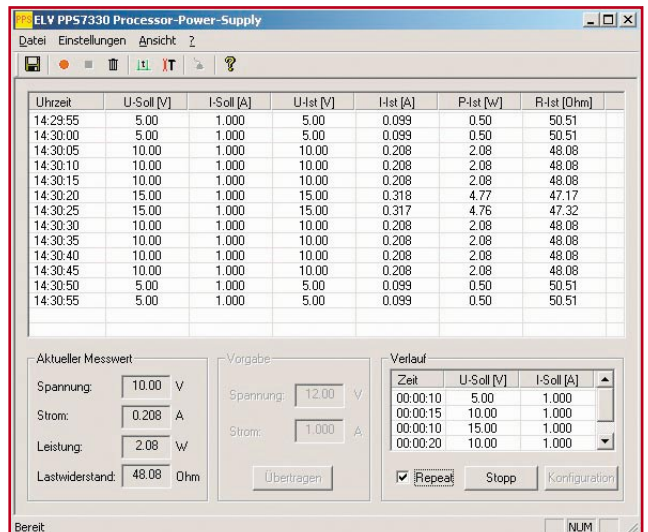 PPS ELV PPS7330 Processor-Power-Supply
Datei Einstellungen Ansicht ?
Uhrzeit U-Soll [V] I-Soll [A] U-Ist [V] I-Ist [A] P-Ist [W] R-Ist [Ohm]
14:29:55 5.00 1.000 5.00 0.099 0.50 50.51
14:30:00 5.00 1.000 5.00 0.099 0.50 50.51
14:30:05 10.00 1.000 10.00 0.208 2.08 48.08
14:30:10 10.00 1.000 10.00 0.208 2.08 48.08
14:30:15 10.00 1.000 10.00 0.208 2.08 48.08
14:30:20 15.00 1.000 15.00 0.318 4.77 47.17
14:30:25 15.00 1.000 15.00 0.317 4.76 47.32
14:30:30 10.00 1.000 10.00 0.208 2.08 48.08
14:30:35 10.00 1.000 10.00 0.208 2.08 48.08
14:30:40 10.00 1.000 10.00 0.208 2.08 48.08
14:30:45 10.00 1.000 10.00 0.208 2.08 48.08
14:30:50 5.00 1.000 5.00 0.099 0.50 50.51
14:30:55 5.00 1.000 5.00 0.099 0.50 50.51
Aktueller Messwert
Spannung: 10.00 V
Strom: 0.208 A
Leistung: 2.08 W
Lastwiderstand: 48.08 Ohm
Vorgabe
Spannung: 12.00 V
Strom: 1.000 A
Übertragen
Verlauf
Zeit U-Soll [V] I-Soll [A]
00:00:10 5.00 1.000
00:00:15 10.00 1.000
00:00:10 15.00 1.000
00:00:20 10.00 1.000
Repeat Stopp Konfiguration
Bereit NUM